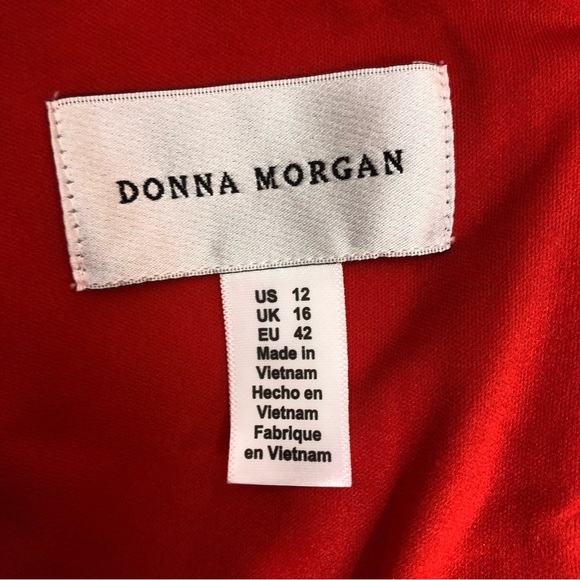 DONNA MORGAN
US 12
UK 16
EU 42
Made in
Vietnam
Hecho en
Vietnam
Fabrique
en Vietnam